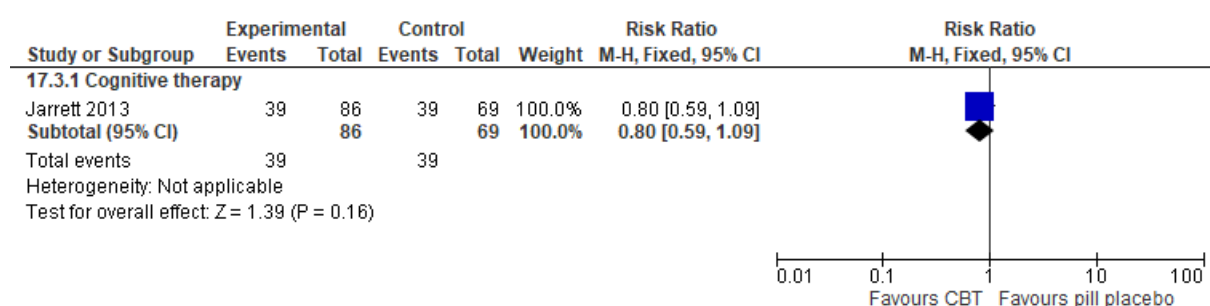 Experimental Control Risk Ratio Risk Ratio
Study or Subgroup Events Total Events Total Weight M-H, Fixed, 95% CI M-H, Fixed, 95% CI
17.3.1 Cognitive therapy
Jarrett 2013 39 86 39 69 100.0% 0.80 [0.59, 1.09]
Subtotal (95% CI) 86 69 100.0% 0.80 [0.59, 1.09]
Total events 39 39
Heterogeneity: Not applicable
Test for overall effect: Z = 1.39 (P = 0.16)
0.01 0.1 1 10 100
Favours CBT Favours pill placebo